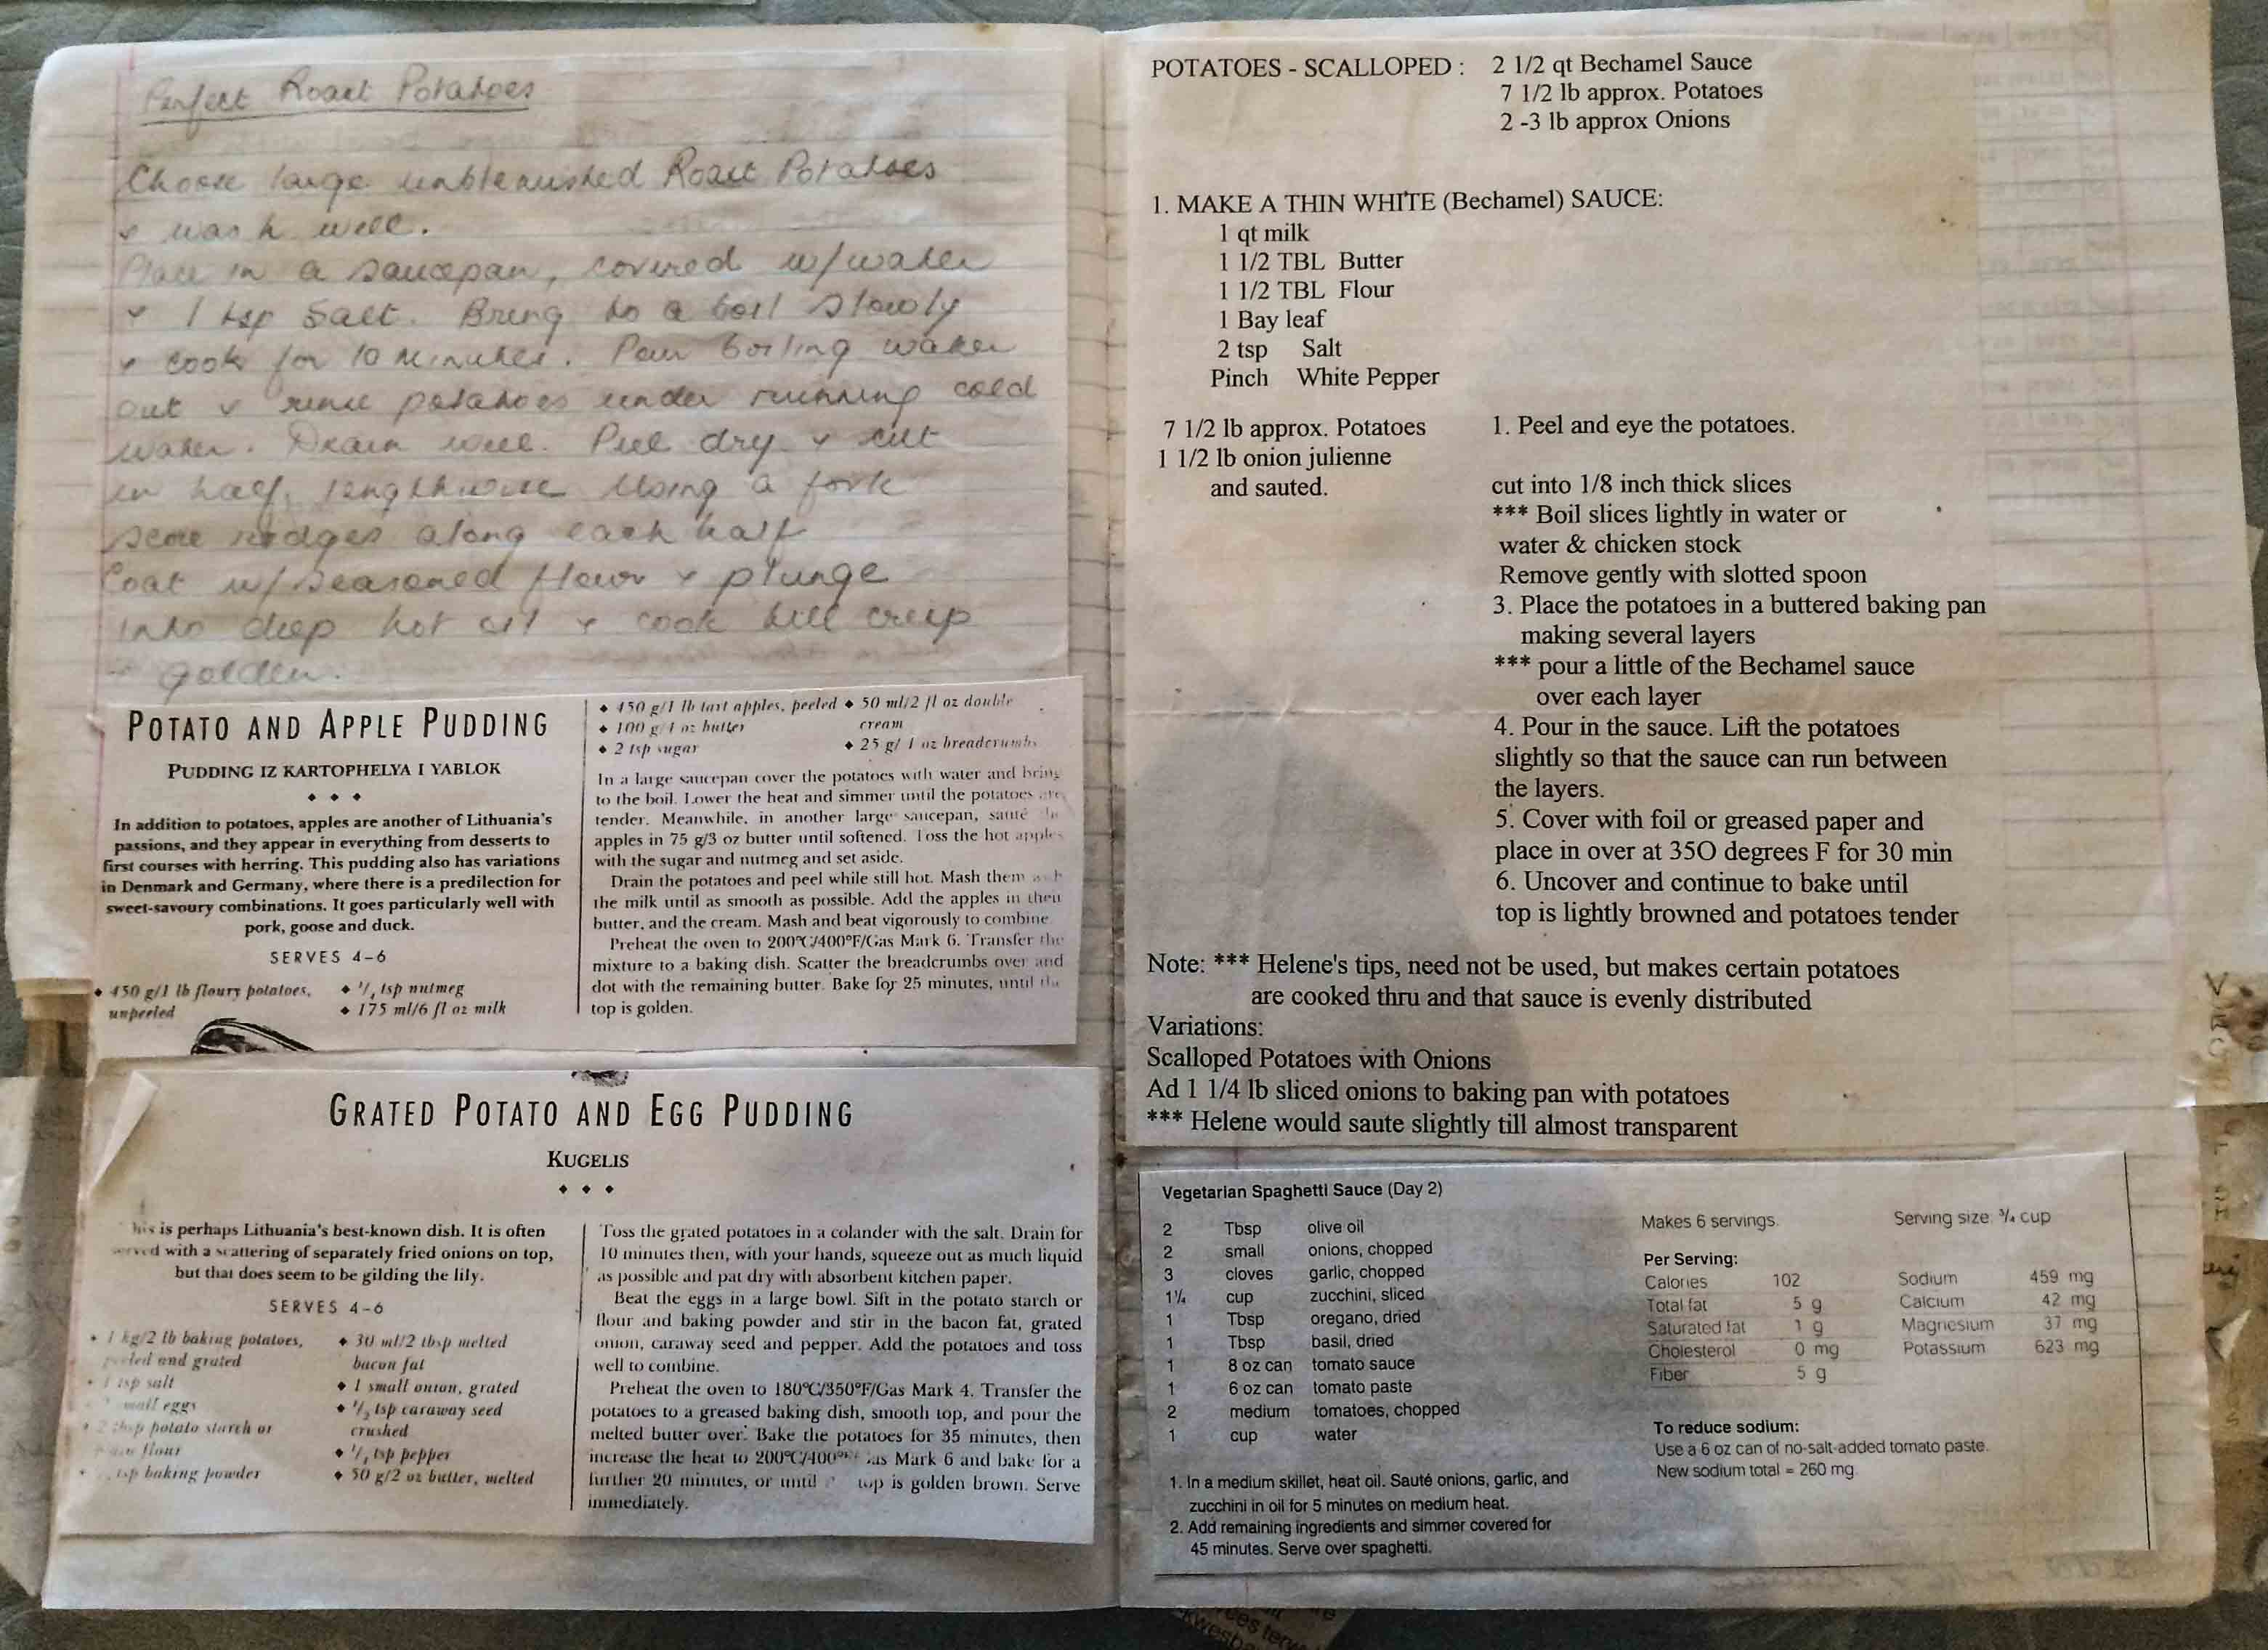 Perfect Roast Potatoes
Choose large unblemished Roast Potatoes
& wash well.
Place in a saucepan, covered w/water
& 1 tsp Salt. Bring to a boil slowly
& cook for 10 minutes. Pour boiling water
out & rinse potatoes under running cold
water. Drain well. Peel dry & cut
in half, lengthwise Using a fork
score ridges along each half
Coat w/seasoned flour & plunge
into deep hot oil & cook till crisp
& golden.
POTATO AND APPLE PUDDING
PUDDING IZ KARTOPHELYA I YABLOK
In addition to potatoes, apples are another of Lithuania's
passions, and they appear in everything from desserts to
first courses with herring. This pudding also has variations
in Denmark and Germany, where there is a predilection for
sweet-savoury combinations. It goes particularly well with
pork, goose and duck.
SERVES 4–6
◆ 450 g/1 lb floury potatoes,
unpeeled
◆ tsp nutmeg
◆ 175 ml/6 fl oz milk
◆ 450 g/1 lb tart apples, peeled
◆ 100 g/4 oz butter
◆ 2 tsp sugar
◆ 50 ml/2 fl oz double
cream
◆ 25 g/ 1 oz breadcrumbs
In a large saucepan cover the potatoes with water and bring
to the boil. Lower the heat and simmer until the potatoes are
tender. Meanwhile, in another large saucepan, sauté the
apples in 75 g/3 oz butter until softened. Toss the hot apples
with the sugar and nutmeg and set aside.
Drain the potatoes and peel while still hot. Mash them with
the milk until as smooth as possible. Add the apples in their
butter, and the cream. Mash and beat vigorously to combine
Preheat the oven to 200°C/400°F/Gas Mark 6. Transfer the
mixture to a baking dish. Scatter the breadcrumbs over and
dot with the remaining butter. Bake for 25 minutes, until the
top is golden.
GRATED POTATO AND EGG PUDDING
KUGELIS
This is perhaps Lithuania's best-known dish. It is often
served with a scattering of separately fried onions on top,
but that does seem to be gilding the lily.
SERVES 4–6
◆ 1 kg/2 lb baking potatoes,
peeled and grated
◆ 1 tsp salt
small eggs
◆ 2 tbsp potato starch or
flour
tsp baking powder
◆ 30 ml/2 tbsp melted
bacon fat
◆ 1 small onion, grated
◆ 1/2 tsp caraway seed
crushed
◆ tsp pepper
◆ 50 g/2 oz butter, melted
Toss the grated potatoes in a colander with the salt. Drain for
10 minutes then, with your hands, squeeze out as much liquid
as possible and pat dry with absorbent kitchen paper.
Beat the eggs in a large bowl. Sift in the potato starch or
flour and baking powder and stir in the bacon fat, grated
onion, caraway seed and pepper. Add the potatoes and toss
well to combine.
Preheat the oven to 180°C/350°F/Gas Mark 4. Transfer the
potatoes to a greased baking dish, smooth top, and pour the
melted butter over. Bake the potatoes for 35 minutes, then
increase the heat to 200°C/400° Gas Mark 6 and bake for a
further 20 minutes, or until top is golden brown. Serve
immediately.
POTATOES - SCALLOPED : 2 1/2 qt Bechamel Sauce
7 1/2 lb approx. Potatoes
2 -3 lb approx Onions
1. MAKE A THIN WHITE (Bechamel) SAUCE:
1 qt milk
1 1/2 TBL Butter
1 1/2 TBL Flour
1 Bay leaf
2 tsp Salt
Pinch White Pepper
7 1/2 lb approx. Potatoes
1 1/2 lb onion julienne
and sauted.
1. Peel and eye the potatoes.
cut into 1/8 inch thick slices
*** Boil slices lightly in water or
water & chicken stock
Remove gently with slotted spoon
3. Place the potatoes in a buttered baking pan
making several layers
*** pour a little of the Bechamel sauce
over each layer
4. Pour in the sauce. Lift the potatoes
slightly so that the sauce can run between
the layers.
5. Cover with foil or greased paper and
place in over at 35O degrees F for 30 min
6. Uncover and continue to bake until
top is lightly browned and potatoes tender
Note: *** Helene's tips, need not be used, but makes certain potatoes
are cooked thru and that sauce is evenly distributed
Variations:
Scalloped Potatoes with Onions
Ad 1 1/4 lb sliced onions to baking pan with potatoes
*** Helene would saute slightly till almost transparent
Vegetarian Spaghetti Sauce (Day 2)
2 Tbsp olive oil
2 small onions, chopped
3 cloves garlic, chopped
1¼ cup zucchini, sliced
1 Tbsp oregano, dried
1 Tbsp basil, dried
1 8 oz can tomato sauce
1 6 oz can tomato paste
2 medium tomatoes, chopped
1 cup water
1. In a medium skillet, heat oil. Sauté onions, garlic, and
zucchini in oil for 5 minutes on medium heat.
2. Add remaining ingredients and simmer covered for
45 minutes. Serve over spaghetti.
Makes 6 servings. Serving size: ¾ cup
Per Serving:
Calories 102
Total fat 5 g
Saturated fat 1 g
Cholesterol 0 mg
Fiber 5 g
Sodium 459 mg
Calcium 42 mg
Magnesium 37 mg
Potassium 623 mg
To reduce sodium:
Use a 6 oz can of no-salt-added tomato paste.
New sodium total = 260 mg.